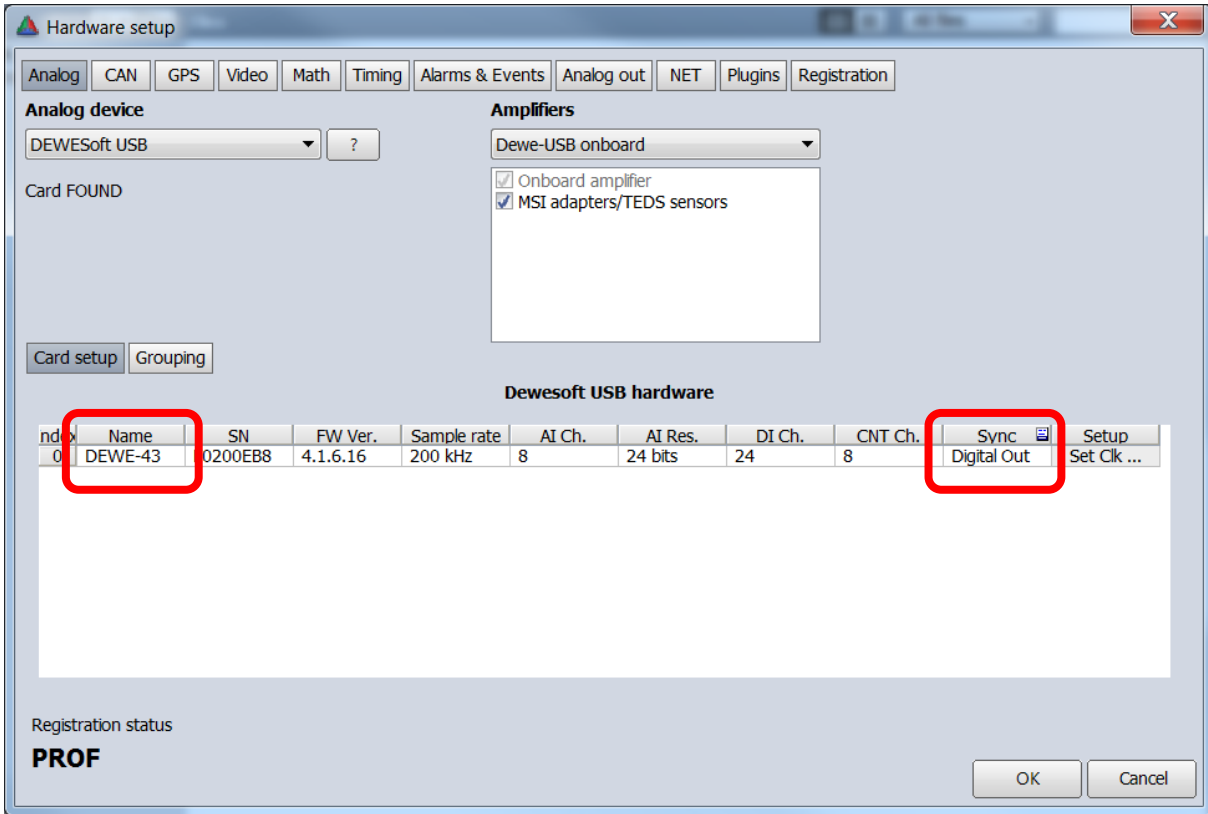 Hardware setup
Analog CAN GPS Video Math Timing Alarms & Events Analog out NET Plugins Registration
Analog device Amplifiers
DEWESoft USB ? Dewe-USB onboard
Card FOUND
Onboard amplifier
MSI adapters/TEDS sensors
Card setup Grouping
Dewesoft USB hardware
Name SN FW Ver. Sample rate AI Ch. AI Res. DI Ch. CNT Ch. Sync Setup
0 DEWE-43 0200EB8 4.1.6.16 200 kHz 8 24 bits 24 8 Digital Out Set Clk ...
Registration status
PROF
OK Cancel